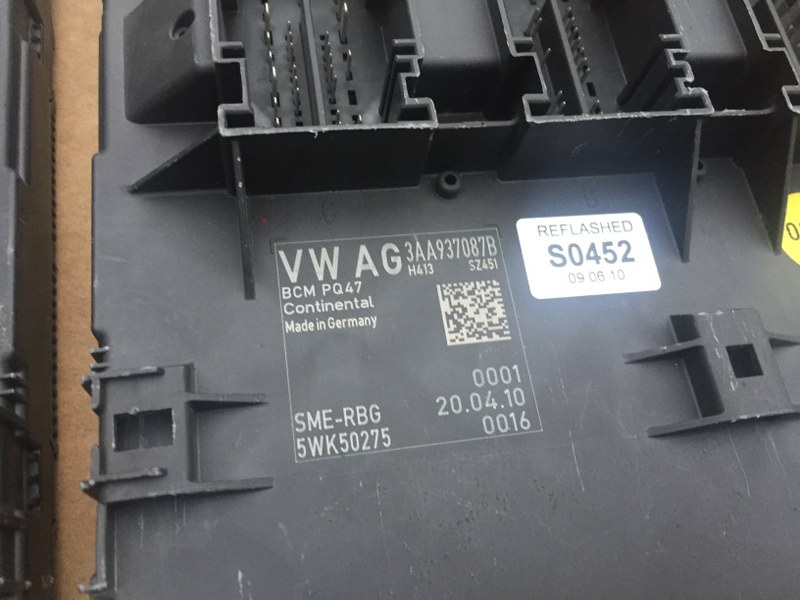 VW AG 3AA937087B
H413 SZ451
BCM PQ47
Continental
Made in Germany
0001
SME-RBG 20.04.10
5WK50275 0016
REFLASHED
S0452
09 06 10